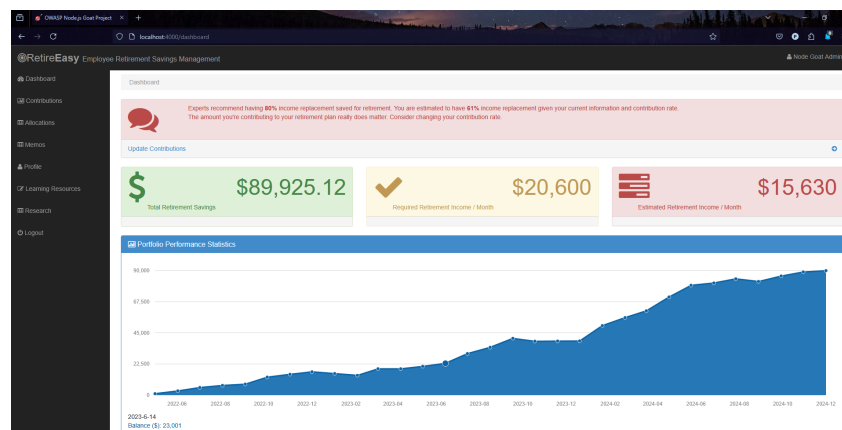 OWASP Node.js Goat Project
localhost:4000/dashboard
RetireEasy Employee Retirement Savings Management
Node Goat Admin
Dashboard
Contributions
Allocations
Memos
Profile
Learning Resources
Research
Logout
Dashboard
Experts recommend having 80% income replacement saved for retirement. You are estimated to have 61% income replacement given your current information and contribution rate.
The amount you're contributing to your retirement plan really does matter. Consider changing your contribution rate.
Update Contributions
$89,925.12
Total Retirement Savings
$20,600
Required Retirement Income / Month
$15,630
Estimated Retirement Income / Month
Portfolio Performance Statistics
90,000
67,500
45,000
22,500
0
2022-06 2022-08 2022-10 2022-12 2023-02 2023-04 2023-06 2023-08 2023-10 2023-12 2024-02 2024-04 2024-06 2024-08 2024-10 2024-12
2023-6-14
Balance ($): 23,001